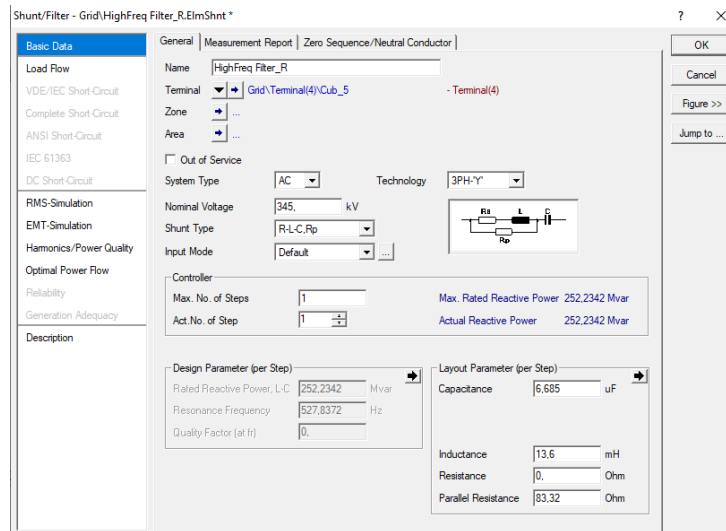 Shunt/Filter - Grid\HighFreq Filter_R.ElmShnt *
? ×
Basic Data
Load Flow
VDE/IEC Short-Circuit
Complete Short-Circuit
ANSI Short-Circuit
IEC 61363
DC Short-Circuit
RMS-Simulation
EMT-Simulation
Harmonics/Power Quality
Optimal Power Flow
Reliability
Generation Adequacy
Description
General Measurement Report Zero Sequence/Neutral Conductor
Name HighFreq Filter_R
Terminal Grid\Terminal(4)\Cub_5 - Terminal(4)
Zone ...
Area ...
Out of Service
System Type AC Technology 3PH-'Y'
Nominal Voltage 345, kV
Shunt Type R-L-C,Rp
Input Mode Default ...
Rs L C
Rp
Controller
Max. No. of Steps 1 Max. Rated Reactive Power 252,2342 Mvar
Act.No. of Step 1 Actual Reactive Power 252,2342 Mvar
Design Parameter (per Step)
Rated Reactive Power, L-C 252,2342 Mvar
Resonance Frequency 527,8372 Hz
Quality Factor (at fr) 0,
Layout Parameter (per Step)
Capacitance 6,685 uF
Inductance 13,6 mH
Resistance 0, Ohm
Parallel Resistance 83,32 Ohm
OK
Cancel
Figure >>
Jump to ...